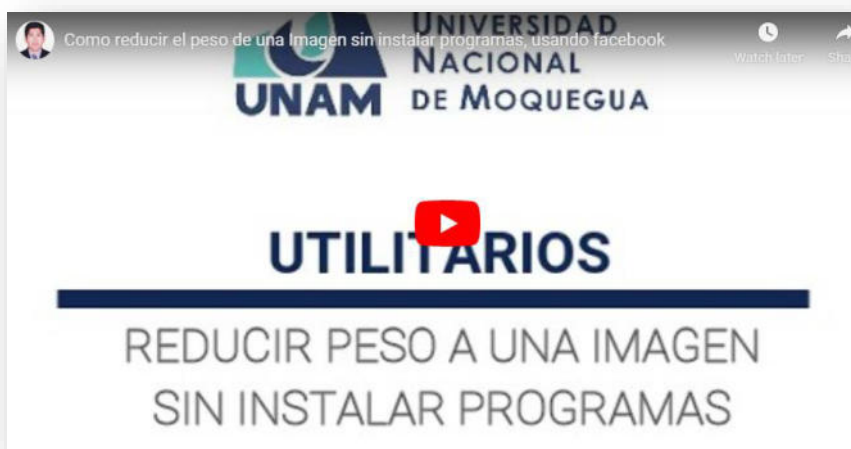 Como reducir el peso de una Imagen sin instalar programas, usando facebook
Watch later
Sha
UNIVERSIDAD
NACIONAL
UNAM DE MOQUEGUA
UTILITARIOS
REDUCIR PESO A UNA IMAGEN
SIN INSTALAR PROGRAMAS